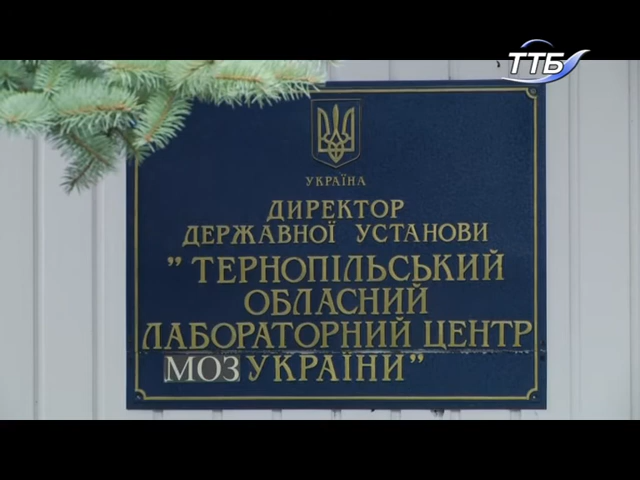 ТТБ
УКРАЇНА
ДИРЕКТОР
ДЕРЖАВНОЇ УСТАНОВИ
" ТЕРНОПІЛЬСЬКИЙ
ОБЛАСНИЙ
ЛАБОРАТОРНИЙ ЦЕНТР
МОЗ УКРАЇНИ"